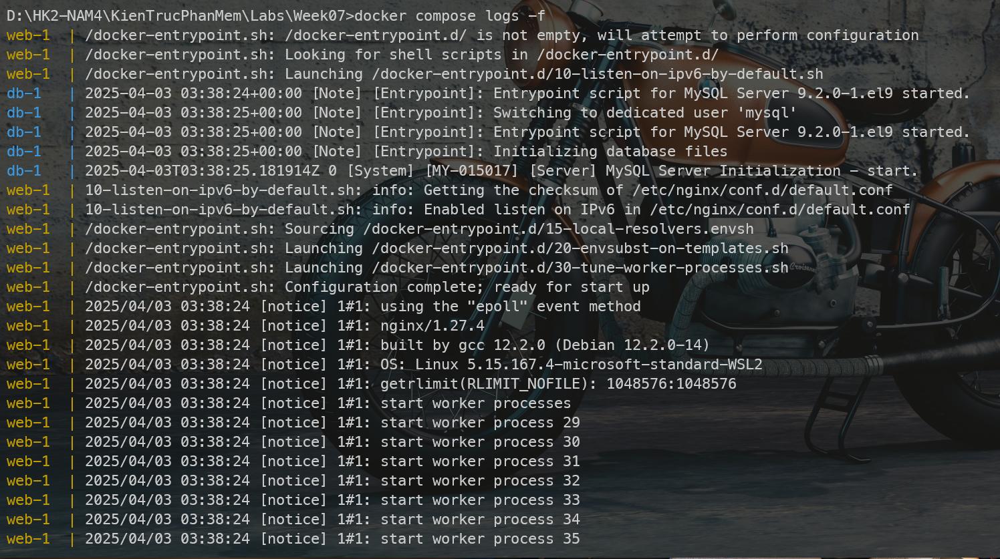 D:\HK2-NAM4\KienTrucPhanMem\Labs\Week07>docker compose logs -f
web-1  | /docker-entrypoint.sh: /docker-entrypoint.d/ is not empty, will attempt to perform configuration
web-1  | /docker-entrypoint.sh: Looking for shell scripts in /docker-entrypoint.d/
web-1  | /docker-entrypoint.sh: Launching /docker-entrypoint.d/10-listen-on-ipv6-by-default.sh
db-1   | 2025-04-03 03:38:24+00:00 [Note] [Entrypoint]: Entrypoint script for MySQL Server 9.2.0-1.el9 started.
db-1   | 2025-04-03 03:38:25+00:00 [Note] [Entrypoint]: Switching to dedicated user 'mysql'
db-1   | 2025-04-03 03:38:25+00:00 [Note] [Entrypoint]: Entrypoint script for MySQL Server 9.2.0-1.el9 started.
db-1   | 2025-04-03 03:38:25+00:00 [Note] [Entrypoint]: Initializing database files
db-1   | 2025-04-03T03:38:25.181914Z 0 [System] [MY-015017] [Server] MySQL Server Initialization - start.
web-1  | 10-listen-on-ipv6-by-default.sh: info: Getting the checksum of /etc/nginx/conf.d/default.conf
web-1  | 10-listen-on-ipv6-by-default.sh: info: Enabled listen on IPv6 in /etc/nginx/conf.d/default.conf
web-1  | /docker-entrypoint.sh: Sourcing /docker-entrypoint.d/15-local-resolvers.envsh
web-1  | /docker-entrypoint.sh: Launching /docker-entrypoint.d/20-envsubst-on-templates.sh
web-1  | /docker-entrypoint.sh: Launching /docker-entrypoint.d/30-tune-worker-processes.sh
web-1  | /docker-entrypoint.sh: Configuration complete; ready for start up
web-1  | 2025/04/03 03:38:24 [notice] 1#1: using the "epoll" event method
web-1  | 2025/04/03 03:38:24 [notice] 1#1: nginx/1.27.4
web-1  | 2025/04/03 03:38:24 [notice] 1#1: built by gcc 12.2.0 (Debian 12.2.0-14)
web-1  | 2025/04/03 03:38:24 [notice] 1#1: OS: Linux 5.15.167.4-microsoft-standard-WSL2
web-1  | 2025/04/03 03:38:24 [notice] 1#1: getrlimit(RLIMIT_NOFILE): 1048576:1048576
web-1  | 2025/04/03 03:38:24 [notice] 1#1: start worker processes
web-1  | 2025/04/03 03:38:24 [notice] 1#1: start worker process 29
web-1  | 2025/04/03 03:38:24 [notice] 1#1: start worker process 30
web-1  | 2025/04/03 03:38:24 [notice] 1#1: start worker process 31
web-1  | 2025/04/03 03:38:24 [notice] 1#1: start worker process 32
web-1  | 2025/04/03 03:38:24 [notice] 1#1: start worker process 33
web-1  | 2025/04/03 03:38:24 [notice] 1#1: start worker process 34
web-1  | 2025/04/03 03:38:24 [notice] 1#1: start worker process 35